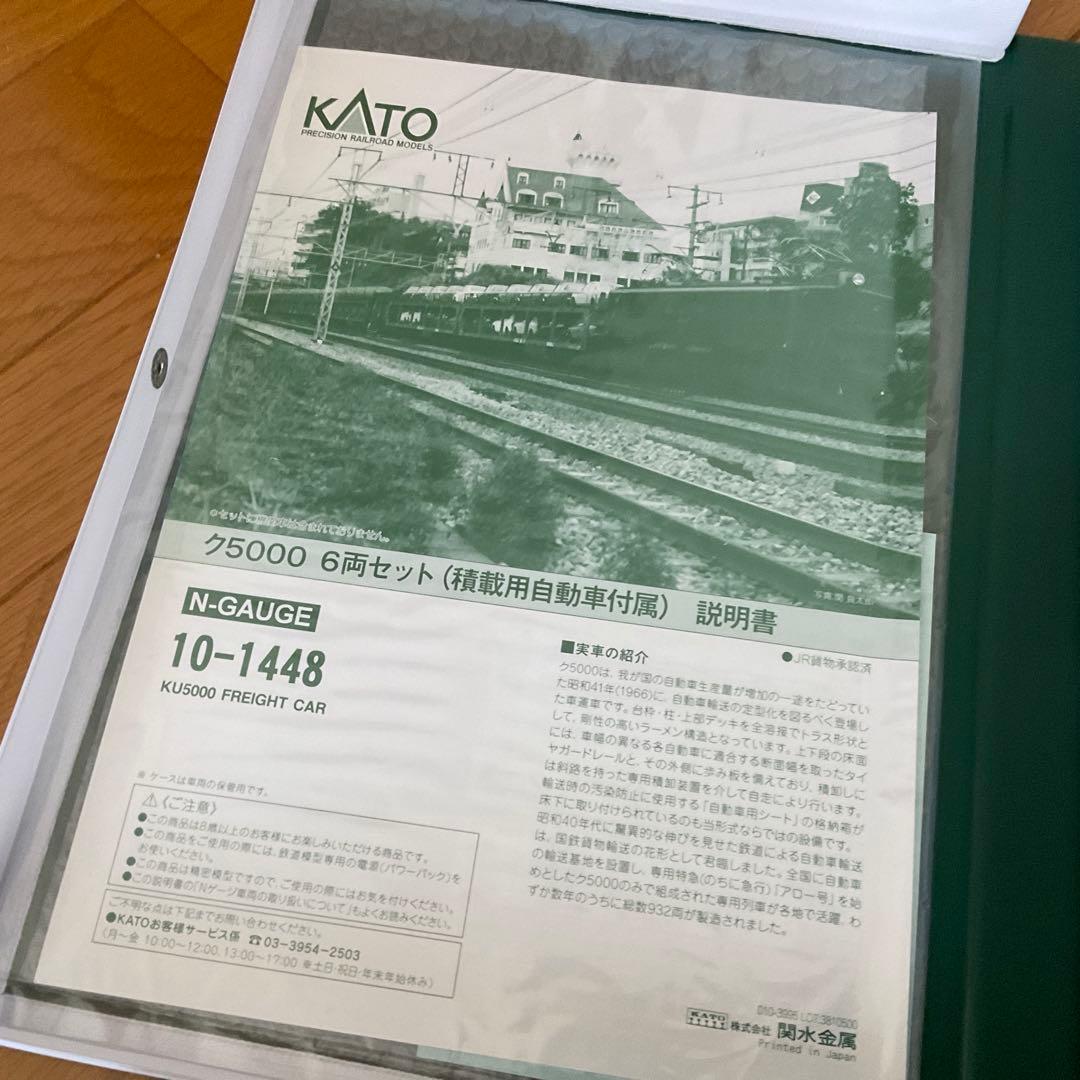 KATO
PRECISION RAILROAD MODELS
ク5000 6両セット（積載用自動車付属） 説明書
N-GAUGE
10-1448
KU5000 FREIGHT CAR
※ケースは車両の保管用です。
⚠〈ご注意〉
●この商品は8歳以上のお客様にお楽しみいただける商品です。
●この商品をご使用の際には、鉄道模型専用の電源（パワーパック）を
お使いください。
●この商品は精密模型ですので、ご使用の際にはお気を付けください。
●この説明書の「Nゲージ車両の取り扱いについて」もよくお読みください。
ご不明な点は下記までお問い合わせください。
●KATOお客様サービス係 ☎03-3954-2503
（月〜金 10:00〜12:00、13:00〜17:00 ※土日・祝日・年末年始休み）
■実車の紹介
●JR貨物承認済
ク5000は、我が国の自動車生産量が増加の一途をたどってい
た昭和41年（1966）に、自動車輸送の定型化を図るべく登場し
た車運車です。台枠・柱・上部デッキを全溶接でトラス形状と
して、剛性の高いラーメン構造となっています。上下段の床面
には、車幅の異なる各自動車に適合する断面幅を取ったタイ
ヤガードレールと、その外側に歩み板を備えており、積卸しに
は斜路を持った専用積卸装置を介して自走により行います。
輸送時の汚染防止に使用する「自動車用シート」の格納箱が
床下に取り付けられているのも当形式ならではの設備です。
昭和40年代に驚異的な伸びを見せた鉄道による自動車輸送
は、国鉄貨物輸送の花形として君臨しました。全国に自動車
の輸送基地を設置し、専用特急（のちに急行）「アロー号」を始
めとしたク5000のみで組成された専用列車が各地で活躍、わ
ずか数年のうちに総数932両が製造されました。
KATO
株式会社 関水金属
Printed in Japan